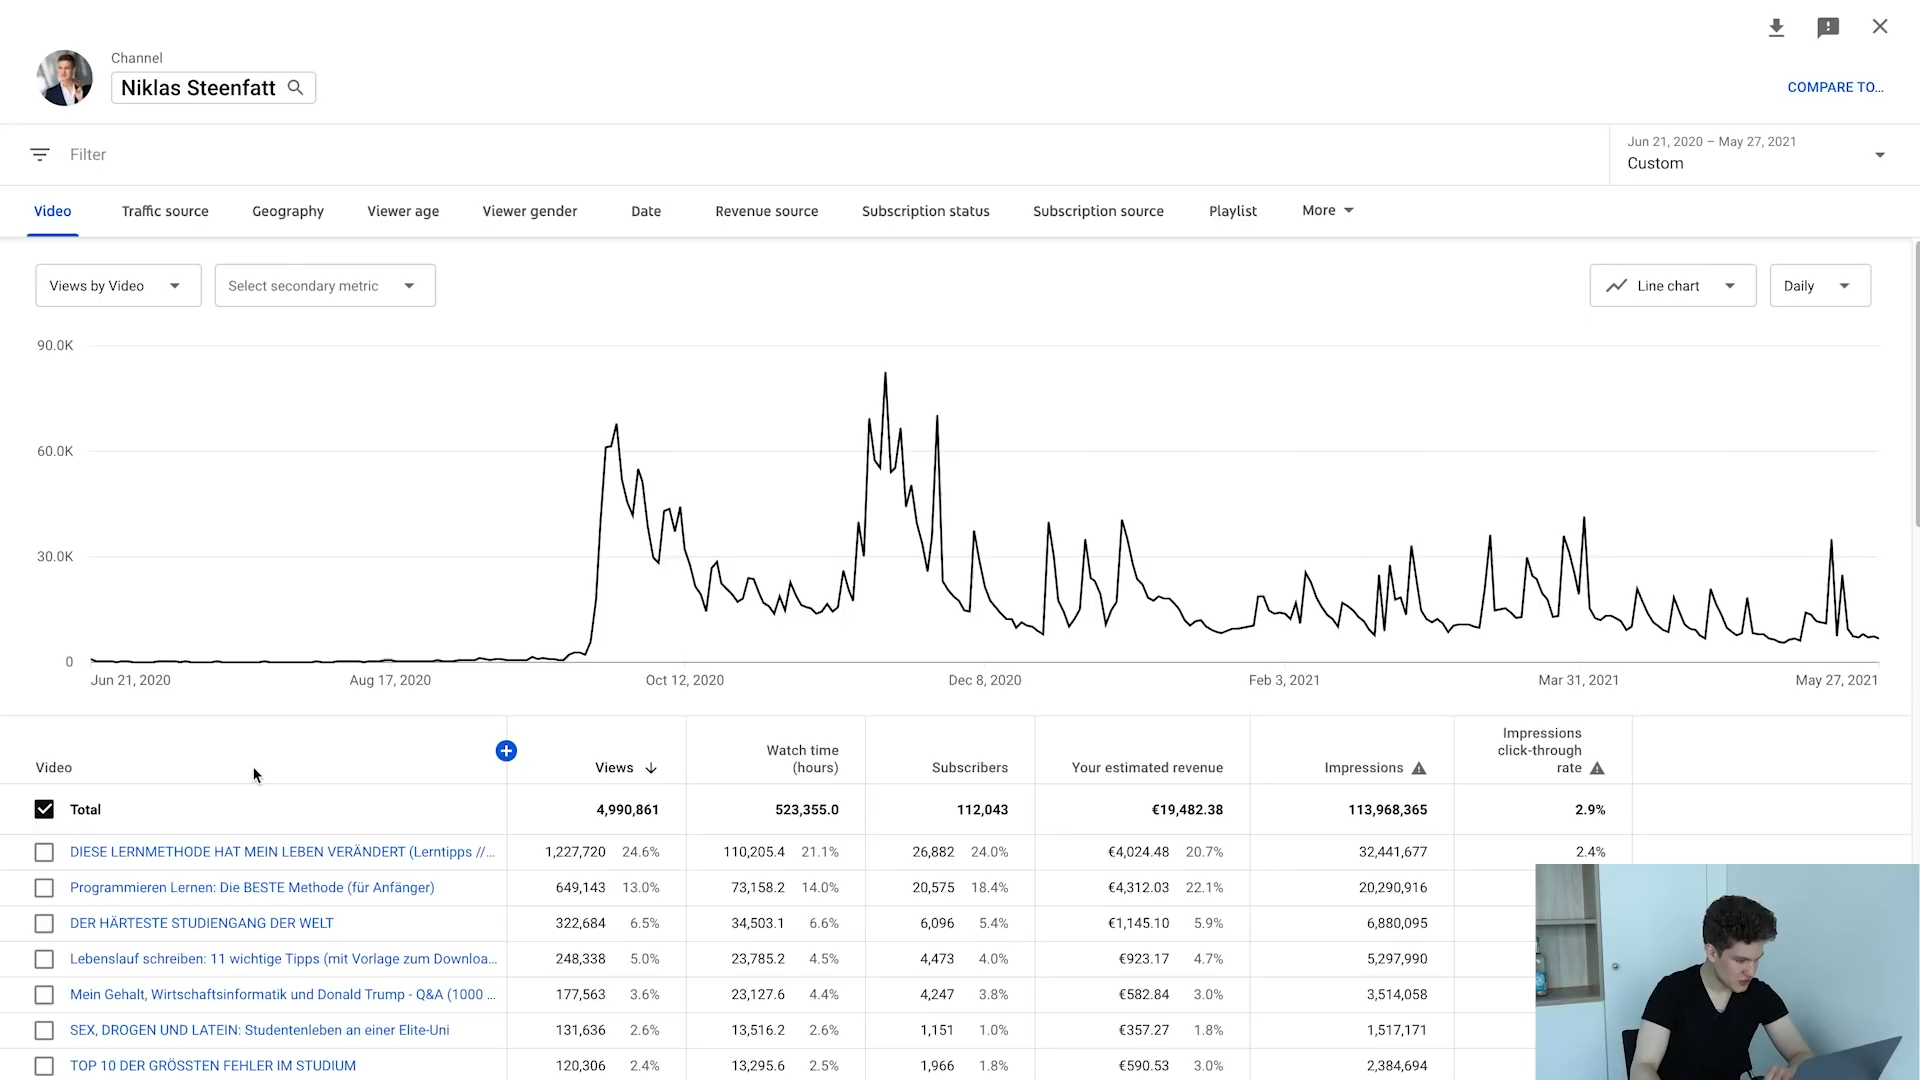 Channel
Niklas Steenfatt
COMPARE TO...
Filter
Jun 21, 2020 – May 27, 2021
Custom
Video Traffic source Geography Viewer age Viewer gender Date Revenue source Subscription status Subscription source Playlist More
Views by Video Select secondary metric Line chart Daily
90.0K
60.0K
30.0K
0
Jun 21, 2020 Aug 17, 2020 Oct 12, 2020 Dec 8, 2020 Feb 3, 2021 Mar 31, 2021 May 27, 2021
Video Views Watch time (hours) Subscribers Your estimated revenue Impressions Impressions click-through rate
Total 4,990,861 523,355.0 112,043 €19,482.38 113,968,365 2.9%
DIESE LERNMETHODE HAT MEIN LEBEN VERÄNDERT (Lerntipps //... 1,227,720 24.6% 110,205.4 21.1% 26,882 24.0% €4,024.48 20.7% 32,441,677 2.4%
Programmieren Lernen: Die BESTE Methode (für Anfänger) 649,143 13.0% 73,158.2 14.0% 20,575 18.4% €4,312.03 22.1% 20,290,916
DER HÄRTESTE STUDIENGANG DER WELT 322,684 6.5% 34,503.1 6.6% 6,096 5.4% €1,145.10 5.9% 6,880,095
Lebenslauf schreiben: 11 wichtige Tipps (mit Vorlage zum Downloa... 248,338 5.0% 23,785.2 4.5% 4,473 4.0% €923.17 4.7% 5,297,990
Mein Gehalt, Wirtschaftsinformatik und Donald Trump - Q&A (1000 ... 177,563 3.6% 23,127.6 4.4% 4,247 3.8% €582.84 3.0% 3,514,058
SEX, DROGEN UND LATEIN: Studentenleben an einer Elite-Uni 131,636 2.6% 13,516.2 2.6% 1,151 1.0% €357.27 1.8% 1,517,171
TOP 10 DER GRÖSSTEN FEHLER IM STUDIUM 120,306 2.4% 13,295.6 2.5% 1,966 1.8% €590.53 3.0% 2,384,694